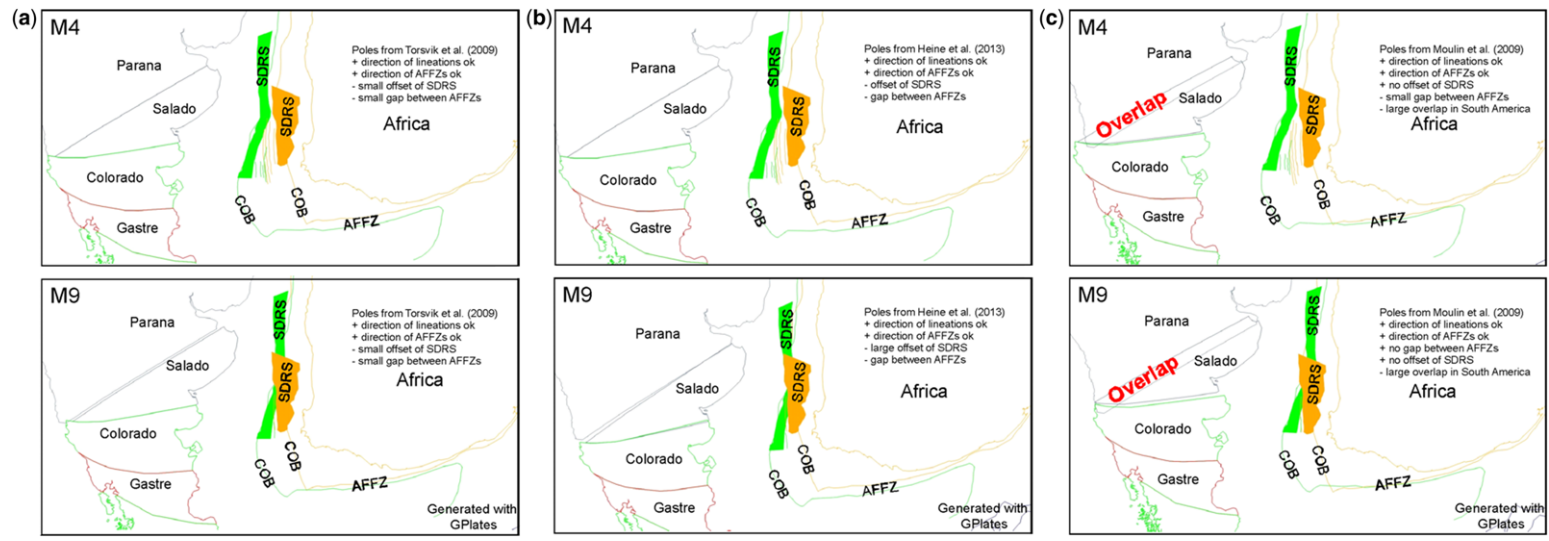 (a)
M4
Poles from Torsvik et al. (2009)
+ direction of lineations ok
+ direction of AFFZs ok
- small offset of SDRS
- small gap between AFFZs
Parana
Salado
Colorado
Gastre
SDRS
SDRS
Africa
COB
COB
AFFZ
M9
Poles from Torsvik et al. (2009)
+ direction of lineations ok
+ direction of AFFZs ok
- small offset of SDRS
- small gap between AFFZs
Parana
Salado
Colorado
Gastre
SDRS
SDRS
Africa
COB
COB
AFFZ
Generated with
GPlates
(b)
M4
Poles from Heine et al. (2013)
+ direction of lineations ok
+ direction of AFFZs ok
- offset of SDRS
- gap between AFFZs
Parana
Salado
Colorado
Gastre
SDRS
SDRS
Africa
COB
COB
AFFZ
M9
Poles from Heine et al. (2013)
+ direction of lineations ok
+ direction of AFFZs ok
- large offset of SDRS
- gap between AFFZs
Parana
Salado
Colorado
Gastre
SDRS
SDRS
Africa
COB
COB
AFFZ
Generated with
GPlates
(c)
M4
Poles from Moulin et al. (2009)
+ direction of lineations ok
+ direction of AFFZs ok
+ no offset of SDRS
- small gap between AFFZs
- large overlap in South America
Parana
Overlap
Salado
Colorado
Gastre
SDRS
SDRS
Africa
COB
COB
AFFZ
M9
Poles from Moulin et al. (2009)
+ direction of lineations ok
+ direction of AFFZs ok
+ no gap between AFFZs
+ no offset of SDRS
- large overlap in South America
Parana
Overlap
Salado
Colorado
Gastre
SDRS
SDRS
Africa
COB
COB
AFFZ
Generated with
GPlates